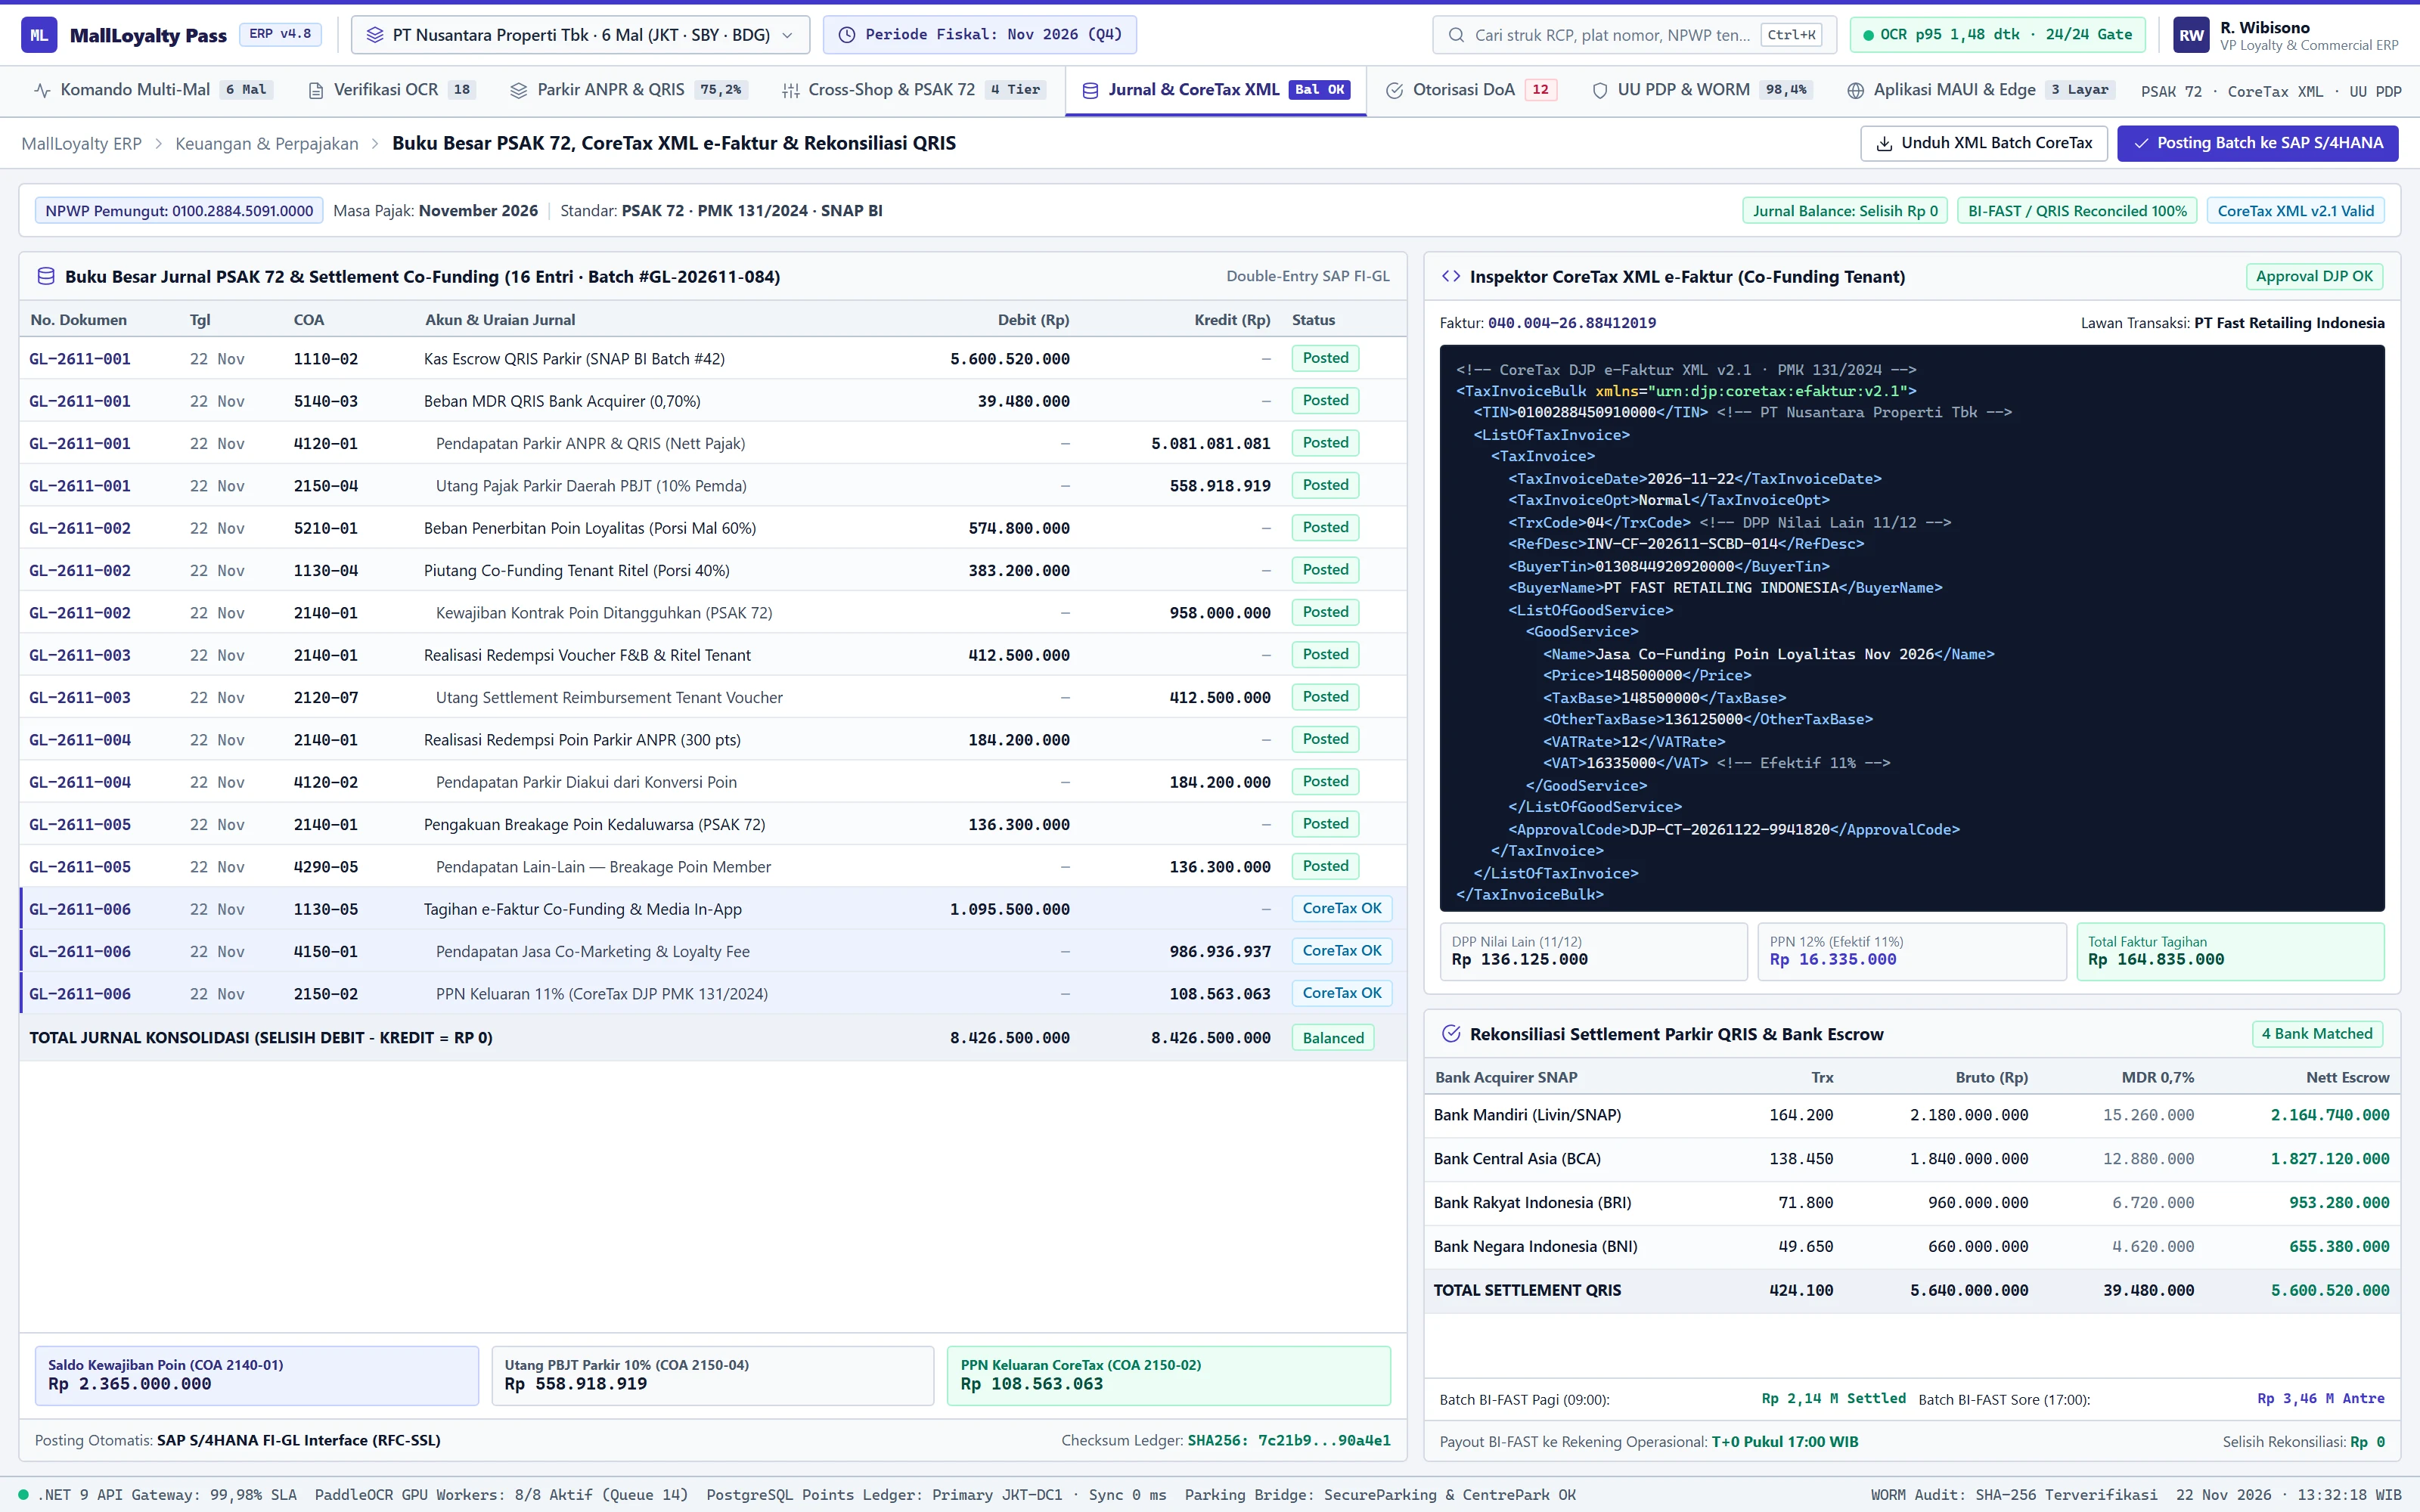 ML MallLoyalty Pass ERP v4.8 PT Nusantara Properti Tbk · 6 Mal (JKT · SBY · BDG) Periode Fiskal: Nov 2026 (Q4) Cari struk RCP, plat nomor, NPWP ten... Ctrl+K OCR p95 1,48 dtk · 24/24 Gate RW R. Wibisono
VP Loyalty & Commercial ERP
Komando Multi-Mal 6 Mal Verifikasi OCR 18 Parkir ANPR & QRIS 75,2% Cross-Shop & PSAK 72 4 Tier Jurnal & CoreTax XML Bal OK Otorisasi DoA 12 UU PDP & WORM 98,4% Aplikasi MAUI & Edge 3 Layar PSAK 72 · CoreTax XML · UU PDP
MallLoyalty ERP > Keuangan & Perpajakan > Buku Besar PSAK 72, CoreTax XML e-Faktur & Rekonsiliasi QRIS Unduh XML Batch CoreTax Posting Batch ke SAP S/4HANA
NPWP Pemungut: 0100.2884.5091.0000 Masa Pajak: November 2026 Standar: PSAK 72 · PMK 131/2024 · SNAP BI Jurnal Balance: Selisih Rp 0 BI-FAST / QRIS Reconciled 100% CoreTax XML v2.1 Valid
Buku Besar Jurnal PSAK 72 & Settlement Co-Funding (16 Entri · Batch #GL-202611-084) Double-Entry SAP FI-GL
No. Dokumen Tgl COA Akun & Uraian Jurnal Debit (Rp) Kredit (Rp) Status
GL-2611-001 22 Nov 1110-02 Kas Escrow QRIS Parkir (SNAP BI Batch #42) 5.600.520.000 – Posted
GL-2611-001 22 Nov 5140-03 Beban MDR QRIS Bank Acquirer (0,70%) 39.480.000 – Posted
GL-2611-001 22 Nov 4120-01 Pendapatan Parkir ANPR & QRIS (Nett Pajak) – 5.081.081.081 Posted
GL-2611-001 22 Nov 2150-04 Utang Pajak Parkir Daerah PBJT (10% Pemda) – 558.918.919 Posted
GL-2611-002 22 Nov 5210-01 Beban Penerbitan Poin Loyalitas (Porsi Mal 60%) 574.800.000 – Posted
GL-2611-002 22 Nov 1130-04 Piutang Co-Funding Tenant Ritel (Porsi 40%) 383.200.000 – Posted
GL-2611-002 22 Nov 2140-01 Kewajiban Kontrak Poin Ditangguhkan (PSAK 72) – 958.000.000 Posted
GL-2611-003 22 Nov 2140-01 Realisasi Redempsi Voucher F&B & Ritel Tenant 412.500.000 – Posted
GL-2611-003 22 Nov 2120-07 Utang Settlement Reimbursement Tenant Voucher – 412.500.000 Posted
GL-2611-004 22 Nov 2140-01 Realisasi Redempsi Poin Parkir ANPR (300 pts) 184.200.000 – Posted
GL-2611-004 22 Nov 4120-02 Pendapatan Parkir Diakui dari Konversi Poin – 184.200.000 Posted
GL-2611-005 22 Nov 2140-01 Pengakuan Breakage Poin Kedaluwarsa (PSAK 72) 136.300.000 – Posted
GL-2611-005 22 Nov 4290-05 Pendapatan Lain-Lain — Breakage Poin Member – 136.300.000 Posted
GL-2611-006 22 Nov 1130-05 Tagihan e-Faktur Co-Funding & Media In-App 1.095.500.000 – CoreTax OK
GL-2611-006 22 Nov 4150-01 Pendapatan Jasa Co-Marketing & Loyalty Fee – 986.936.937 CoreTax OK
GL-2611-006 22 Nov 2150-02 PPN Keluaran 11% (CoreTax DJP PMK 131/2024) – 108.563.063 CoreTax OK
TOTAL JURNAL KONSOLIDASI (SELISIH DEBIT - KREDIT = RP 0) 8.426.500.000 8.426.500.000 Balanced
Saldo Kewajiban Poin (COA 2140-01) Utang PBJT Parkir 10% (COA 2150-04) PPN Keluaran CoreTax (COA 2150-02)
Rp 2.365.000.000 Rp 558.918.919 Rp 108.563.063
Posting Otomatis: SAP S/4HANA FI-GL Interface (RFC-SSL) Checksum Ledger: SHA256: 7c21b9...90a4e1
Inspektor CoreTax XML e-Faktur (Co-Funding Tenant) Approval DJP OK
Faktur: 040.004-26.88412019 Lawan Transaksi: PT Fast Retailing Indonesia
<!-- CoreTax DJP e-Faktur XML v2.1 · PMK 131/2024 -->
<TaxInvoiceBulk xmlns="urn:djp:coretax:efaktur:v2.1">
<TIN>0100288450910000</TIN> <!-- PT Nusantara Properti Tbk -->
<ListOfTaxInvoice>
<TaxInvoice>
<TaxInvoiceDate>2026-11-22</TaxInvoiceDate>
<TaxInvoiceOpt>Normal</TaxInvoiceOpt>
<TrxCode>04</TrxCode> <!-- DPP Nilai Lain 11/12 -->
<RefDesc>INV-CF-202611-SCBD-014</RefDesc>
<BuyerTin>0130844920920000</BuyerTin>
<BuyerName>PT FAST RETAILING INDONESIA</BuyerName>
<ListOfGoodService>
<GoodService>
<Name>Jasa Co-Funding Poin Loyalitas Nov 2026</Name>
<Price>148500000</Price>
<TaxBase>148500000</TaxBase>
<OtherTaxBase>136125000</OtherTaxBase>
<VATRate>12</VATRate>
<VAT>16335000</VAT> <!-- Efektif 11% -->
</GoodService>
</ListOfGoodService>
<ApprovalCode>DJP-CT-20261122-9941820</ApprovalCode>
</TaxInvoice>
</ListOfTaxInvoice>
</TaxInvoiceBulk>
DPP Nilai Lain (11/12) PPN 12% (Efektif 11%) Total Faktur Tagihan
Rp 136.125.000 Rp 16.335.000 Rp 164.835.000
Rekonsiliasi Settlement Parkir QRIS & Bank Escrow 4 Bank Matched
Bank Acquirer SNAP Trx Bruto (Rp) MDR 0,7% Nett Escrow
Bank Mandiri (Livin/SNAP) 164.200 2.180.000.000 15.260.000 2.164.740.000
Bank Central Asia (BCA) 138.450 1.840.000.000 12.880.000 1.827.120.000
Bank Rakyat Indonesia (BRI) 71.800 960.000.000 6.720.000 953.280.000
Bank Negara Indonesia (BNI) 49.650 660.000.000 4.620.000 655.380.000
TOTAL SETTLEMENT QRIS 424.100 5.640.000.000 39.480.000 5.600.520.000
Batch BI-FAST Pagi (09:00): Rp 2,14 M Settled Batch BI-FAST Sore (17:00): Rp 3,46 M Antre
Payout BI-FAST ke Rekening Operasional: T+0 Pukul 17:00 WIB Selisih Rekonsiliasi: Rp 0
.NET 9 API Gateway: 99,98% SLA PaddleOCR GPU Workers: 8/8 Aktif (Queue 14) PostgreSQL Points Ledger: Primary JKT-DC1 · Sync 0 ms Parking Bridge: SecureParking & CentrePark OK WORM Audit: SHA-256 Terverifikasi 22 Nov 2026 · 13:32:18 WIB